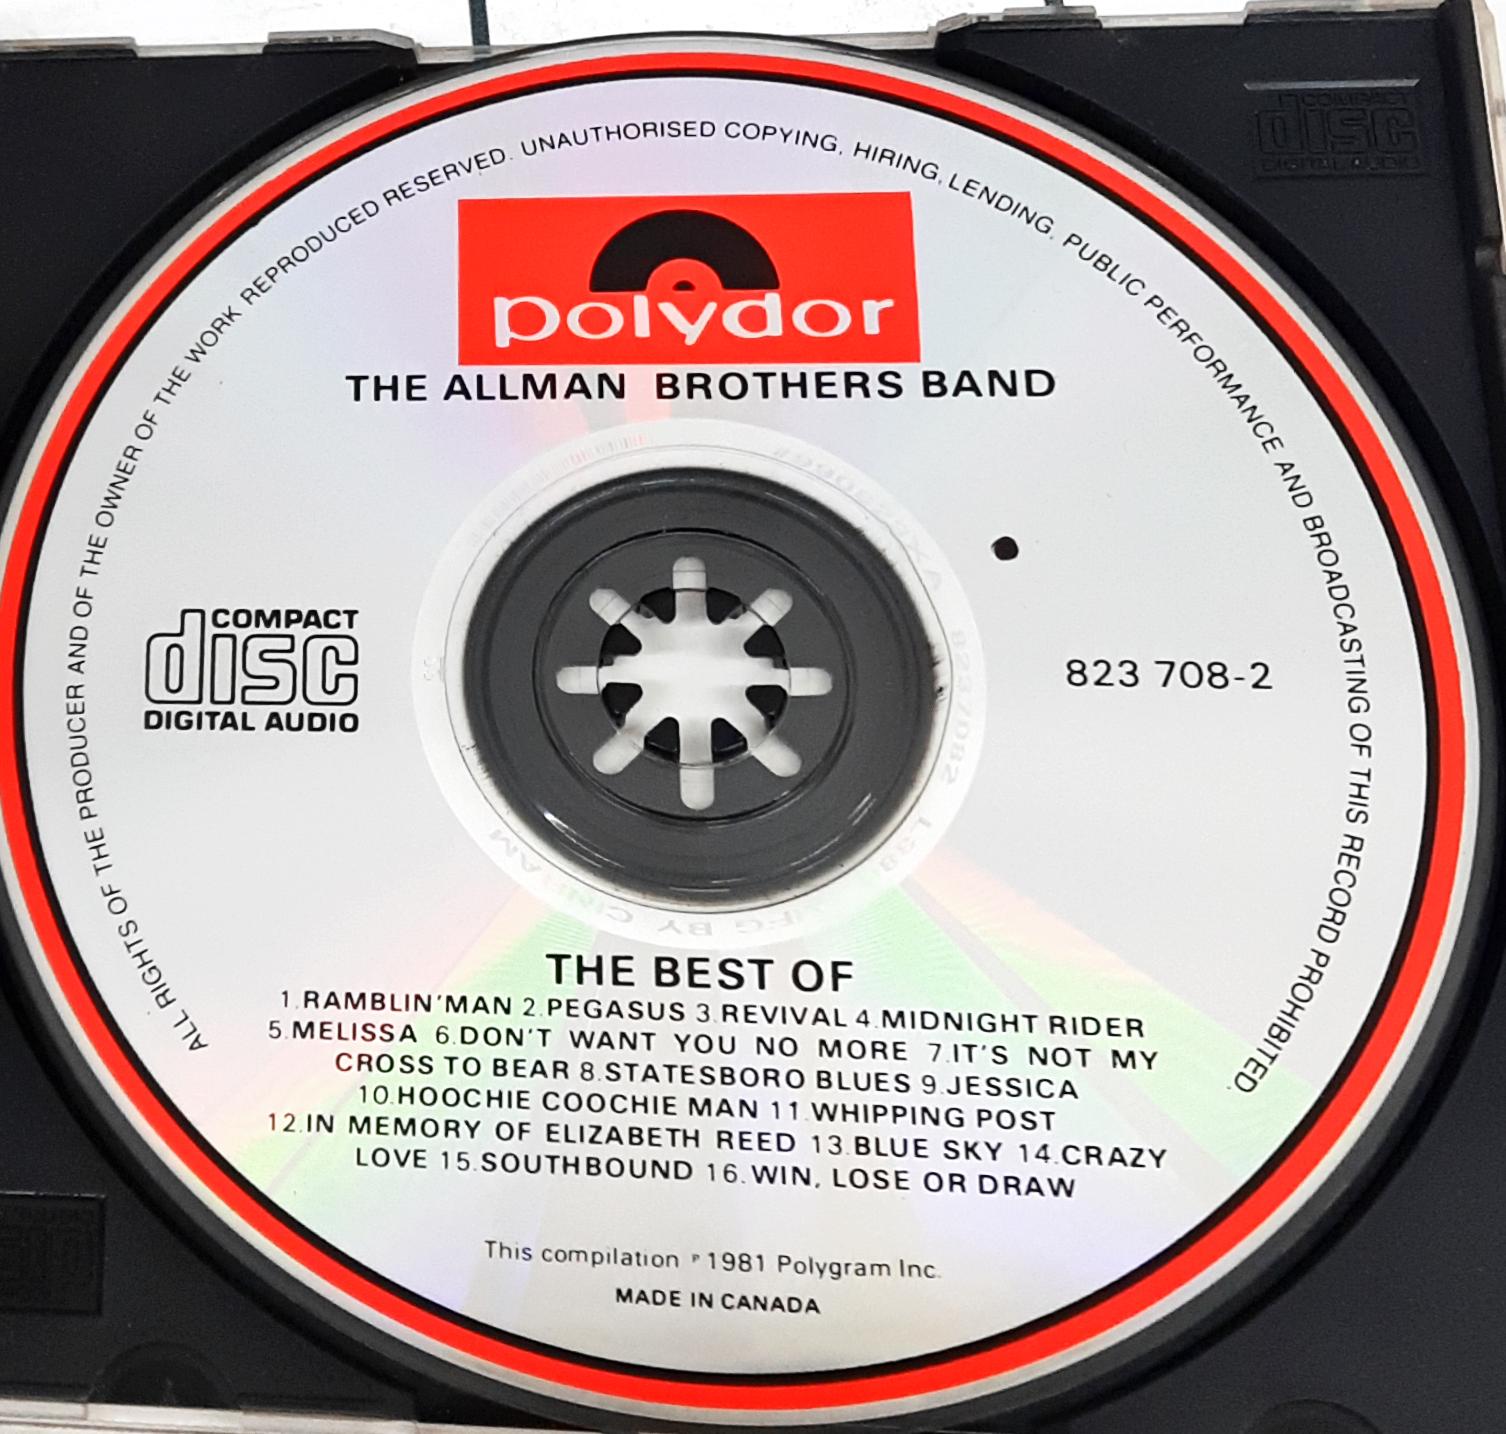 ALL RIGHTS OF THE PRODUCER AND OF THE OWNER OF THE WORK REPRODUCED RESERVED. UNAUTHORISED COPYING, HIRING, LENDING, PUBLIC PERFORMANCE AND BROADCASTING OF THIS RECORD PROHIBITED.
polydor
THE ALLMAN BROTHERS BAND
COMPACT
disc
DIGITAL AUDIO
823 708-2
THE BEST OF
1.RAMBLIN'MAN 2.PEGASUS 3.REVIVAL 4.MIDNIGHT RIDER
5.MELISSA 6.DON'T WANT YOU NO MORE 7.IT'S NOT MY
CROSS TO BEAR 8.STATESBORO BLUES 9.JESSICA
10.HOOCHIE COOCHIE MAN 11.WHIPPING POST
12.IN MEMORY OF ELIZABETH REED 13.BLUE SKY 14.CRAZY
LOVE 15.SOUTHBOUND 16.WIN, LOSE OR DRAW
This compilation ℗ 1981 Polygram Inc.
MADE IN CANADA
COMPACT
disc
DIGITAL AUDIO
8237082